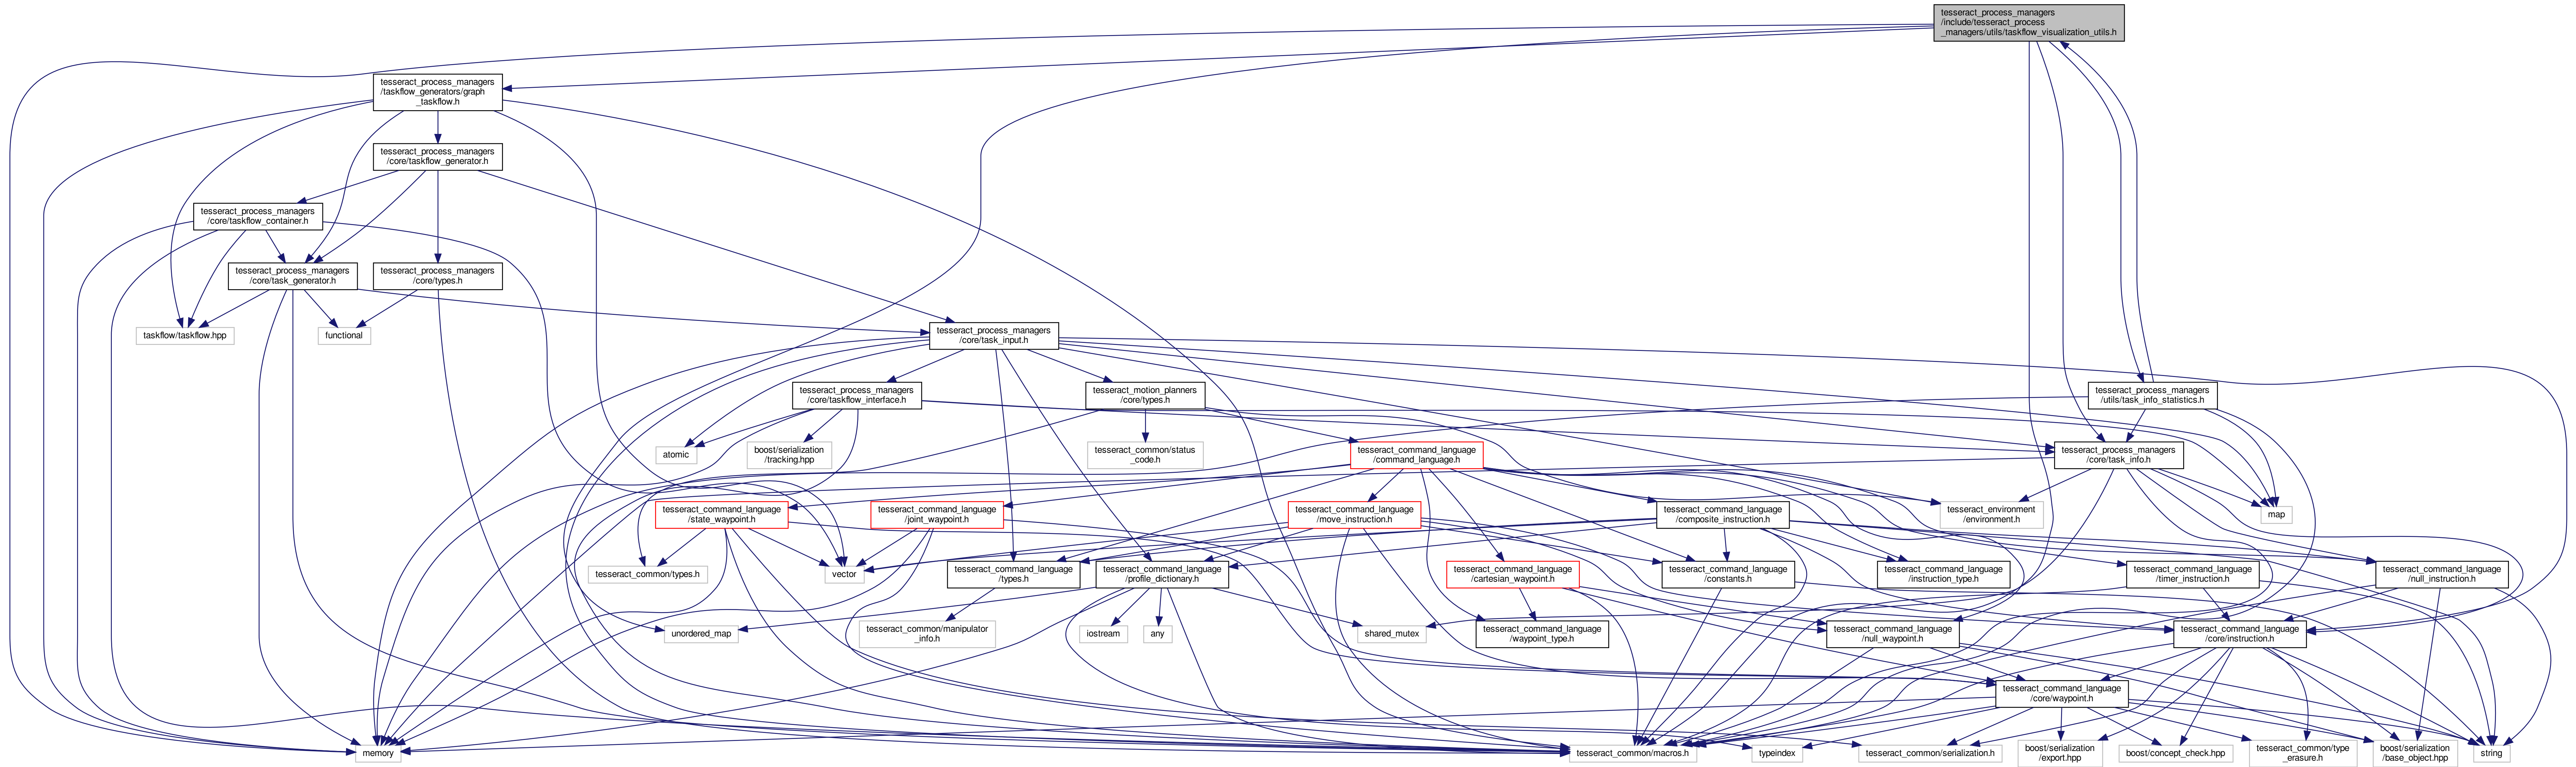 tesseract_process_managers
/include/tesseract_process
_managers/utils/taskflow_visualization_utils.h
tesseract_process_managers
/taskflow_generators/graph
_taskflow.h
tesseract_process_managers
/core/taskflow_generator.h
tesseract_process_managers
/core/taskflow_container.h
tesseract_process_managers
/core/task_generator.h
tesseract_process_managers
/core/types.h
taskflow/taskflow.hpp
functional
tesseract_process_managers
/core/task_input.h
tesseract_process_managers
/core/taskflow_interface.h
tesseract_motion_planners
/core/types.h
tesseract_process_managers
/utils/task_info_statistics.h
atomic
boost/serialization
/tracking.hpp
tesseract_common/status
_code.h
tesseract_command_language
/command_language.h
tesseract_process_managers
/core/task_info.h
tesseract_command_language
/state_waypoint.h
tesseract_command_language
/joint_waypoint.h
tesseract_command_language
/move_instruction.h
tesseract_command_language
/composite_instruction.h
tesseract_environment
/environment.h
map
tesseract_common/types.h
vector
tesseract_command_language
/types.h
tesseract_command_language
/profile_dictionary.h
tesseract_command_language
/cartesian_waypoint.h
tesseract_command_language
/constants.h
tesseract_command_language
/instruction_type.h
tesseract_command_language
/timer_instruction.h
tesseract_command_language
/null_instruction.h
unordered_map
tesseract_common/manipulator
_info.h
iostream
any
shared_mutex
tesseract_command_language
/waypoint_type.h
tesseract_command_language
/null_waypoint.h
tesseract_command_language
/core/instruction.h
tesseract_command_language
/core/waypoint.h
memory
tesseract_common/macros.h
typeindex
tesseract_common/serialization.h
boost/serialization
/export.hpp
boost/concept_check.hpp
tesseract_common/type
_erasure.h
boost/serialization
/base_object.hpp
string